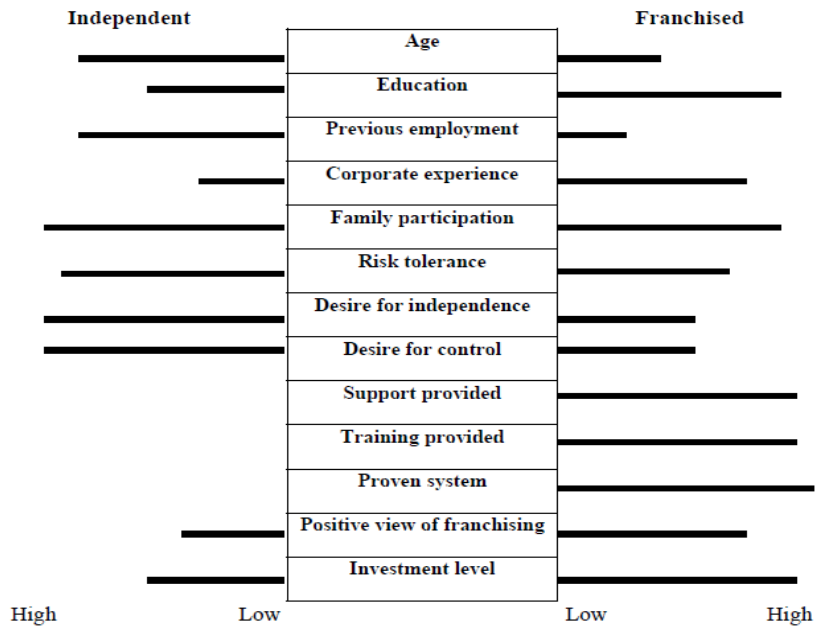 Independent Franchised
Age
Education
Previous employment
Corporate experience
Family participation
Risk tolerance
Desire for independence
Desire for control
Support provided
Training provided
Proven system
Positive view of franchising
Investment level
High Low Low High